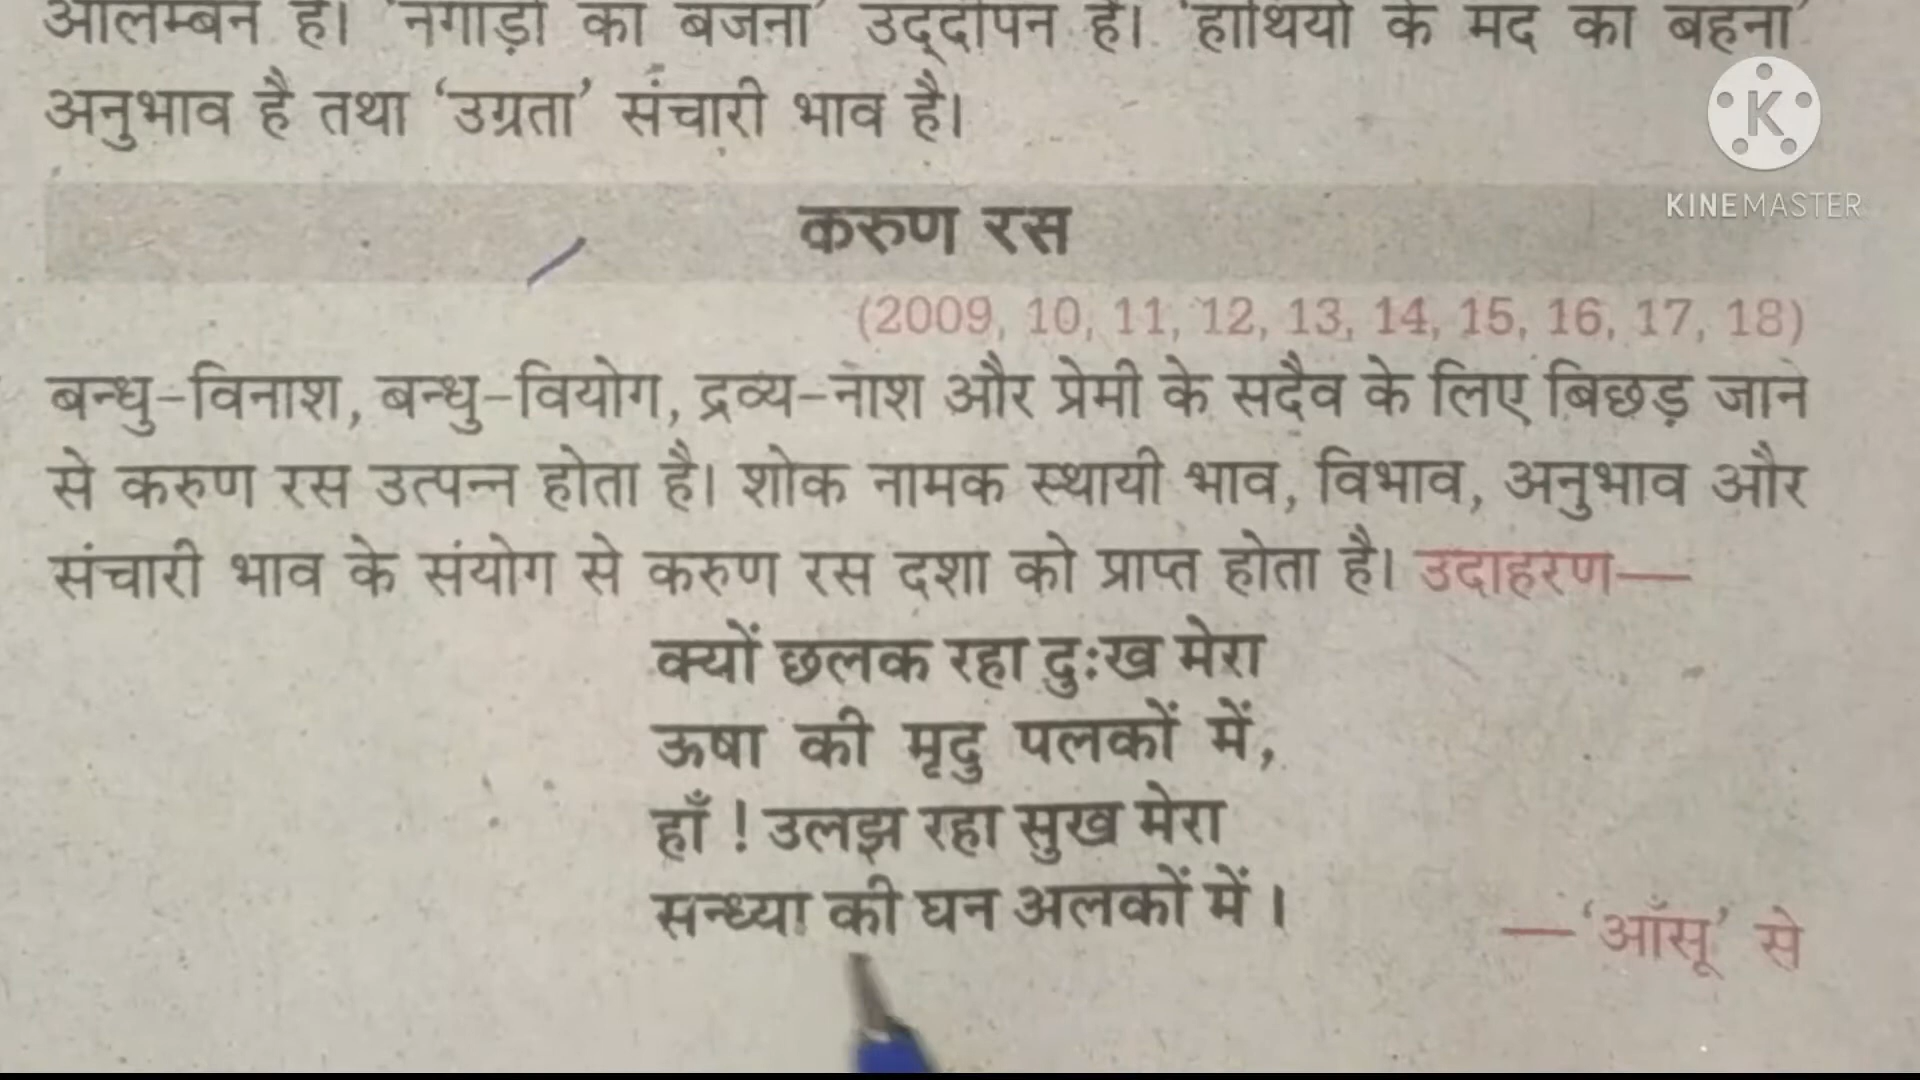 आलम्बन है। 'नगाड़ों का बजना' उद्दीपन है। 'हाथियों के मद का बहना'
अनुभाव है तथा 'उग्रता' संचारी भाव है।
KINEMASTER
करुण रस
(2009, 10, 11, 12, 13, 14, 15, 16, 17, 18)
बन्धु-विनाश, बन्धु-वियोग, द्रव्य-नाश और प्रेमी के सदैव के लिए बिछड़ जाने
से करुण रस उत्पन्न होता है। शोक नामक स्थायी भाव, विभाव, अनुभाव और
संचारी भाव के संयोग से करुण रस दशा को प्राप्त होता है। उदाहरण—
क्यों छलक रहा दुःख मेरा
ऊषा की मृदु पलकों में,
हाँ ! उलझ रहा सुख मेरा
सन्ध्या की घन अलकों में।
—'आँसू' से